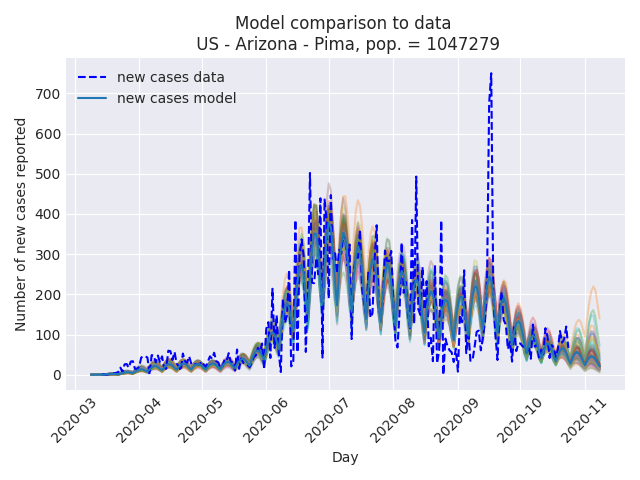 Model comparison to data
US - Arizona - Pima, pop. = 1047279
new cases data
new cases model
Number of new cases reported
700
600
500
400
300
200
100
0
2020-03
2020-04
2020-05
2020-06
2020-07
2020-08
2020-09
2020-10
2020-11
Day